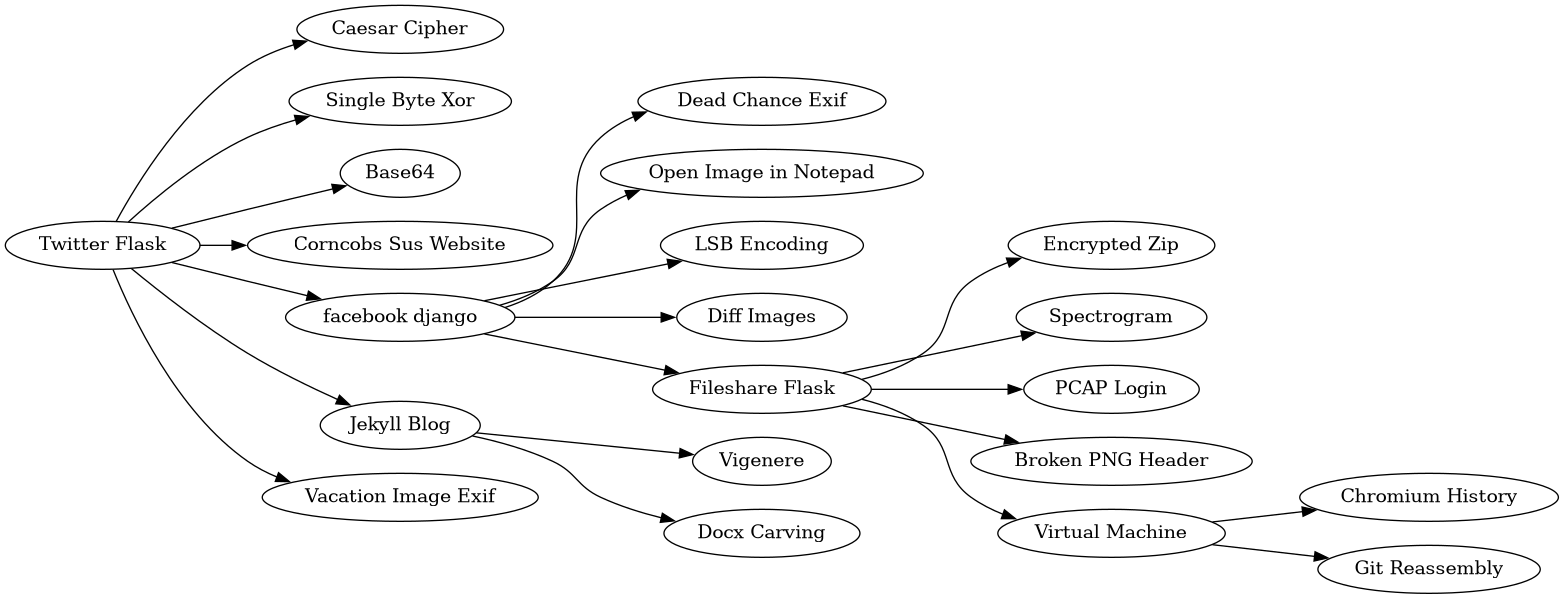 Caesar Cipher
Single Byte Xor
Dead Chance Exif
Base64
Open Image in Notepad
Twitter Flask
Corncobs Sus Website
LSB Encoding
Encrypted Zip
facebook django
Diff Images
Spectrogram
Fileshare Flask
PCAP Login
Jekyll Blog
Vigenere
Broken PNG Header
Vacation Image Exif
Chromium History
Docx Carving
Virtual Machine
Git Reassembly